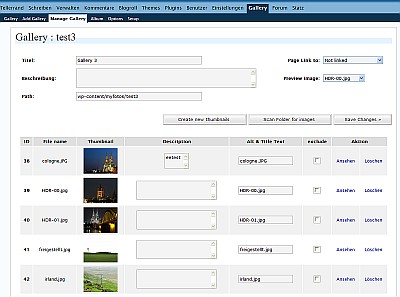 Tellerand Schreiben Verwalten Kommentare Blogroll Themes Plugins Benutzer Einstellungen Gallery Forum Statz
Gallery Add Gallery Manage Gallery Album Options Setup
Gallery : test3
Titel: Gallery 3 Page Link to: Not linked
Beschreibung: Preview image: HDR-00.jpg
Path: wp-content/myfotos/test3
Create new thumbnails Scan Folder for images Save Changes »
ID File name Thumbnail Description Alt & Title Text exclude Aktion
38 cologne.JPG eetest cologne.JPG Ansehen Löschen
39 HDR-00.jpg HDR-00.jpg Ansehen Löschen
40 HDR-01.jpg HDR-01.jpg Ansehen Löschen
41 freigestellt1.jpg freigestellt.jpg Ansehen Löschen
42 irland.jpg irland.jpg Ansehen Löschen